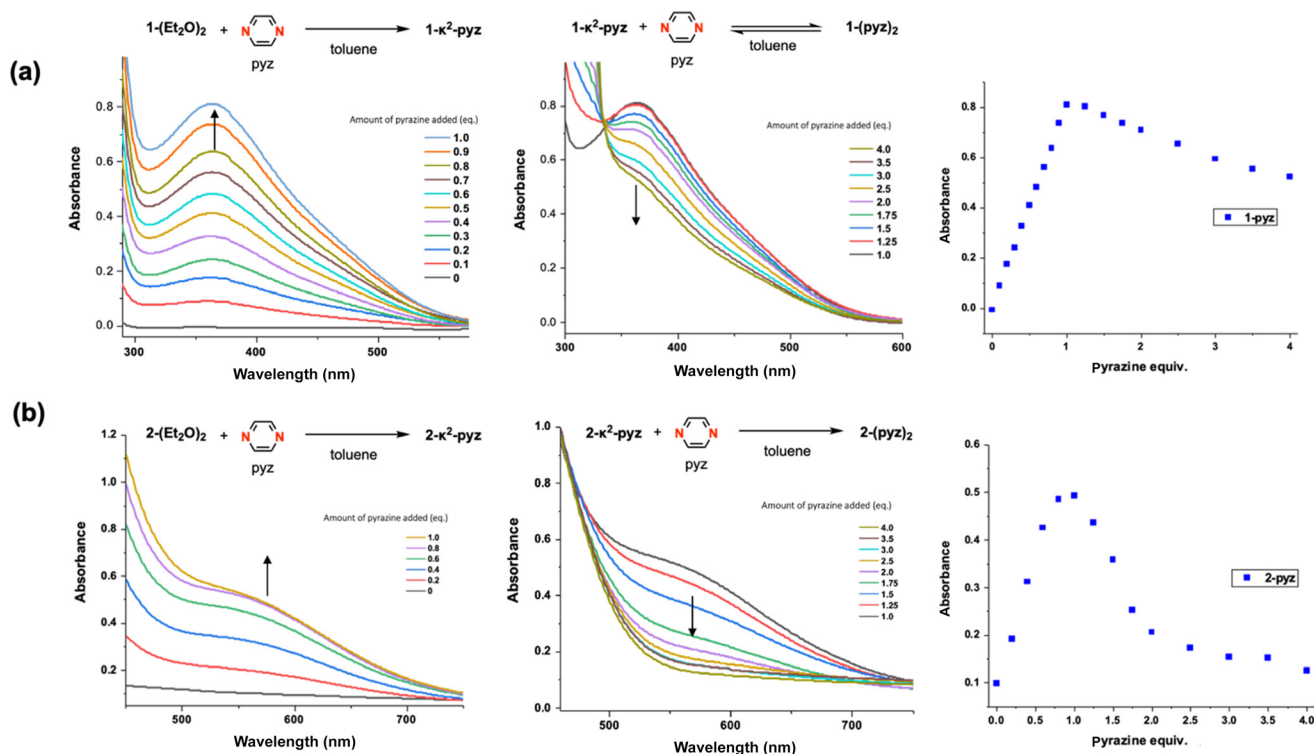 (a)
1-(Et₂O)₂ + N N pyz toluene 1-κ²-pyz
Absorbance
0.8
0.6
0.4
0.2
0.0
300 400 500
Wavelength (nm)
Amount of pyrazine added (eq.)
1.0
0.9
0.8
0.7
0.6
0.5
0.4
0.3
0.2
0.1
0
1-κ²-pyz + N N pyz toluene 1-(pyz)₂
Absorbance
0.8
0.6
0.4
0.2
0.0
300 400 500 600
Wavelength (nm)
Amount of pyrazine added (eq.)
4.0
3.5
3.0
2.5
2.0
1.75
1.5
1.25
1.0
Absorbance
0.8
0.6
0.4
0.2
0.0
0 1 2 3 4
Pyrazine equiv.
1-pyz
(b)
2-(Et₂O)₂ + N N pyz toluene 2-κ²-pyz
Absorbance
1.2
1.0
0.8
0.6
0.4
0.2
500 600 700
Wavelength (nm)
Amount of pyrazine added (eq.)
1.0
0.8
0.6
0.4
0.2
0
2-κ²-pyz + N N pyz toluene 2-(pyz)₂
Absorbance
1.0
0.8
0.6
0.4
0.2
0.0
500 600 700
Wavelength (nm)
Amount of pyrazine added (eq.)
4.0
3.5
3.0
2.5
2.0
1.75
1.5
1.25
1.0
Absorbance
0.6
0.5
0.4
0.3
0.2
0.1
0.0 0.5 1.0 1.5 2.0 2.5 3.0 3.5 4.0
Pyrazine equiv.
2-pyz